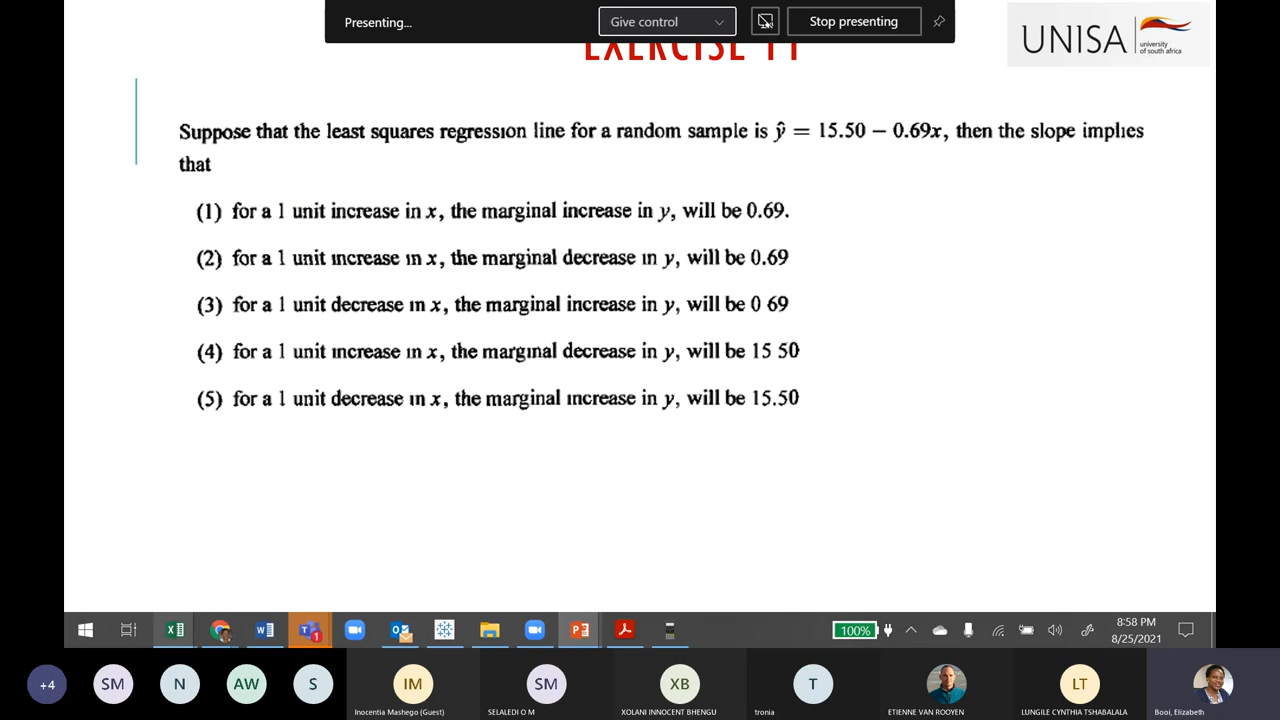 Presenting...
Give control
Stop presenting
EXERCISE 11
UNISA
university
of south africa
Suppose that the least squares regression line for a random sample is ŷ = 15.50 − 0.69x, then the slope implies
that
(1) for a 1 unit increase in x, the marginal increase in y, will be 0.69.
(2) for a 1 unit increase in x, the marginal decrease in y, will be 0.69
(3) for a 1 unit decrease in x, the marginal increase in y, will be 0 69
(4) for a 1 unit increase in x, the marginal decrease in y, will be 15 50
(5) for a 1 unit decrease in x, the marginal increase in y, will be 15.50
100%
8:58 PM
8/25/2021
+4
SM
N
AW
S
IM
SM
XB
T
LT
Inocentia Mashego (Guest)
SELALEDI O M
XOLANI INNOCENT BHENGU
tronia
ETIENNE VAN ROOYEN
LUNGILE CYNTHIA TSHABALALA
Booi, Elizabeth